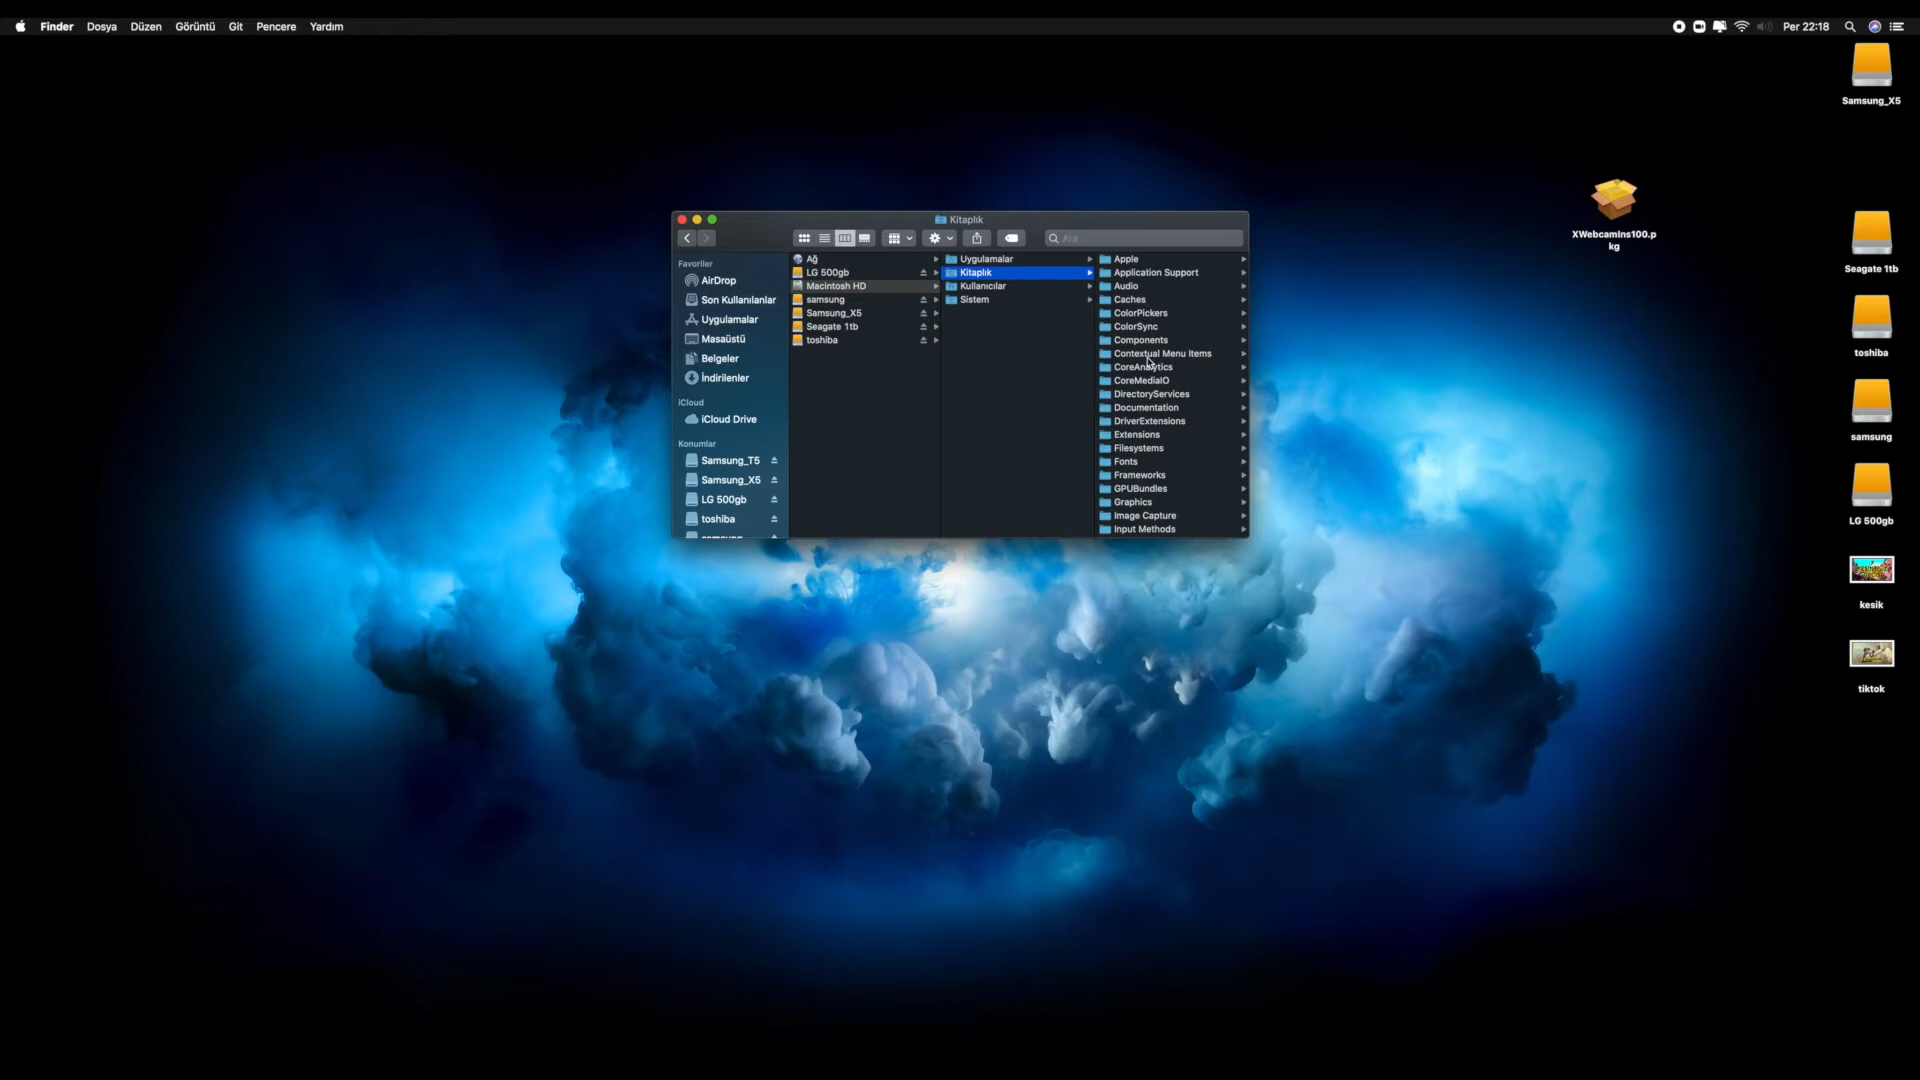 Finder Dosya Düzen Görüntü Git Pencere Yardım Per 22:18
Samsung_X5
XWebcamIns100.p
kg
Seagate 1tb
toshiba
samsung
LG 500gb
kesik
tiktok
Kitaplık
Ara
Favoriler
AirDrop
Son Kullanılanlar
Uygulamalar
Masaüstü
Belgeler
İndirilenler
iCloud
iCloud Drive
Konumlar
Samsung_T5
Samsung_X5
LG 500gb
toshiba
samsung
Ağ
LG 500gb
Macintosh HD
samsung
Samsung_X5
Seagate 1tb
toshiba
Uygulamalar
Kitaplık
Kullanıcılar
Sistem
Apple
Application Support
Audio
Caches
ColorPickers
ColorSync
Components
Contextual Menu Items
CoreAnalytics
CoreMediaIO
DirectoryServices
Documentation
DriverExtensions
Extensions
Filesystems
Fonts
Frameworks
GPUBundles
Graphics
Image Capture
Input Methods